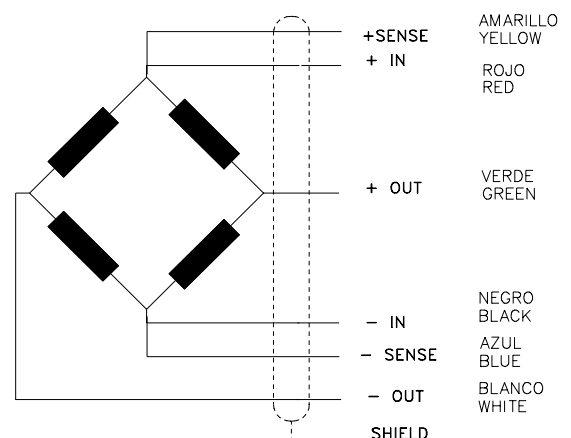 +SENSE AMARILLO
YELLOW
+ IN ROJO
RED
+ OUT VERDE
GREEN
− IN NEGRO
BLACK
− SENSE AZUL
BLUE
− OUT BLANCO
WHITE
SHIELD